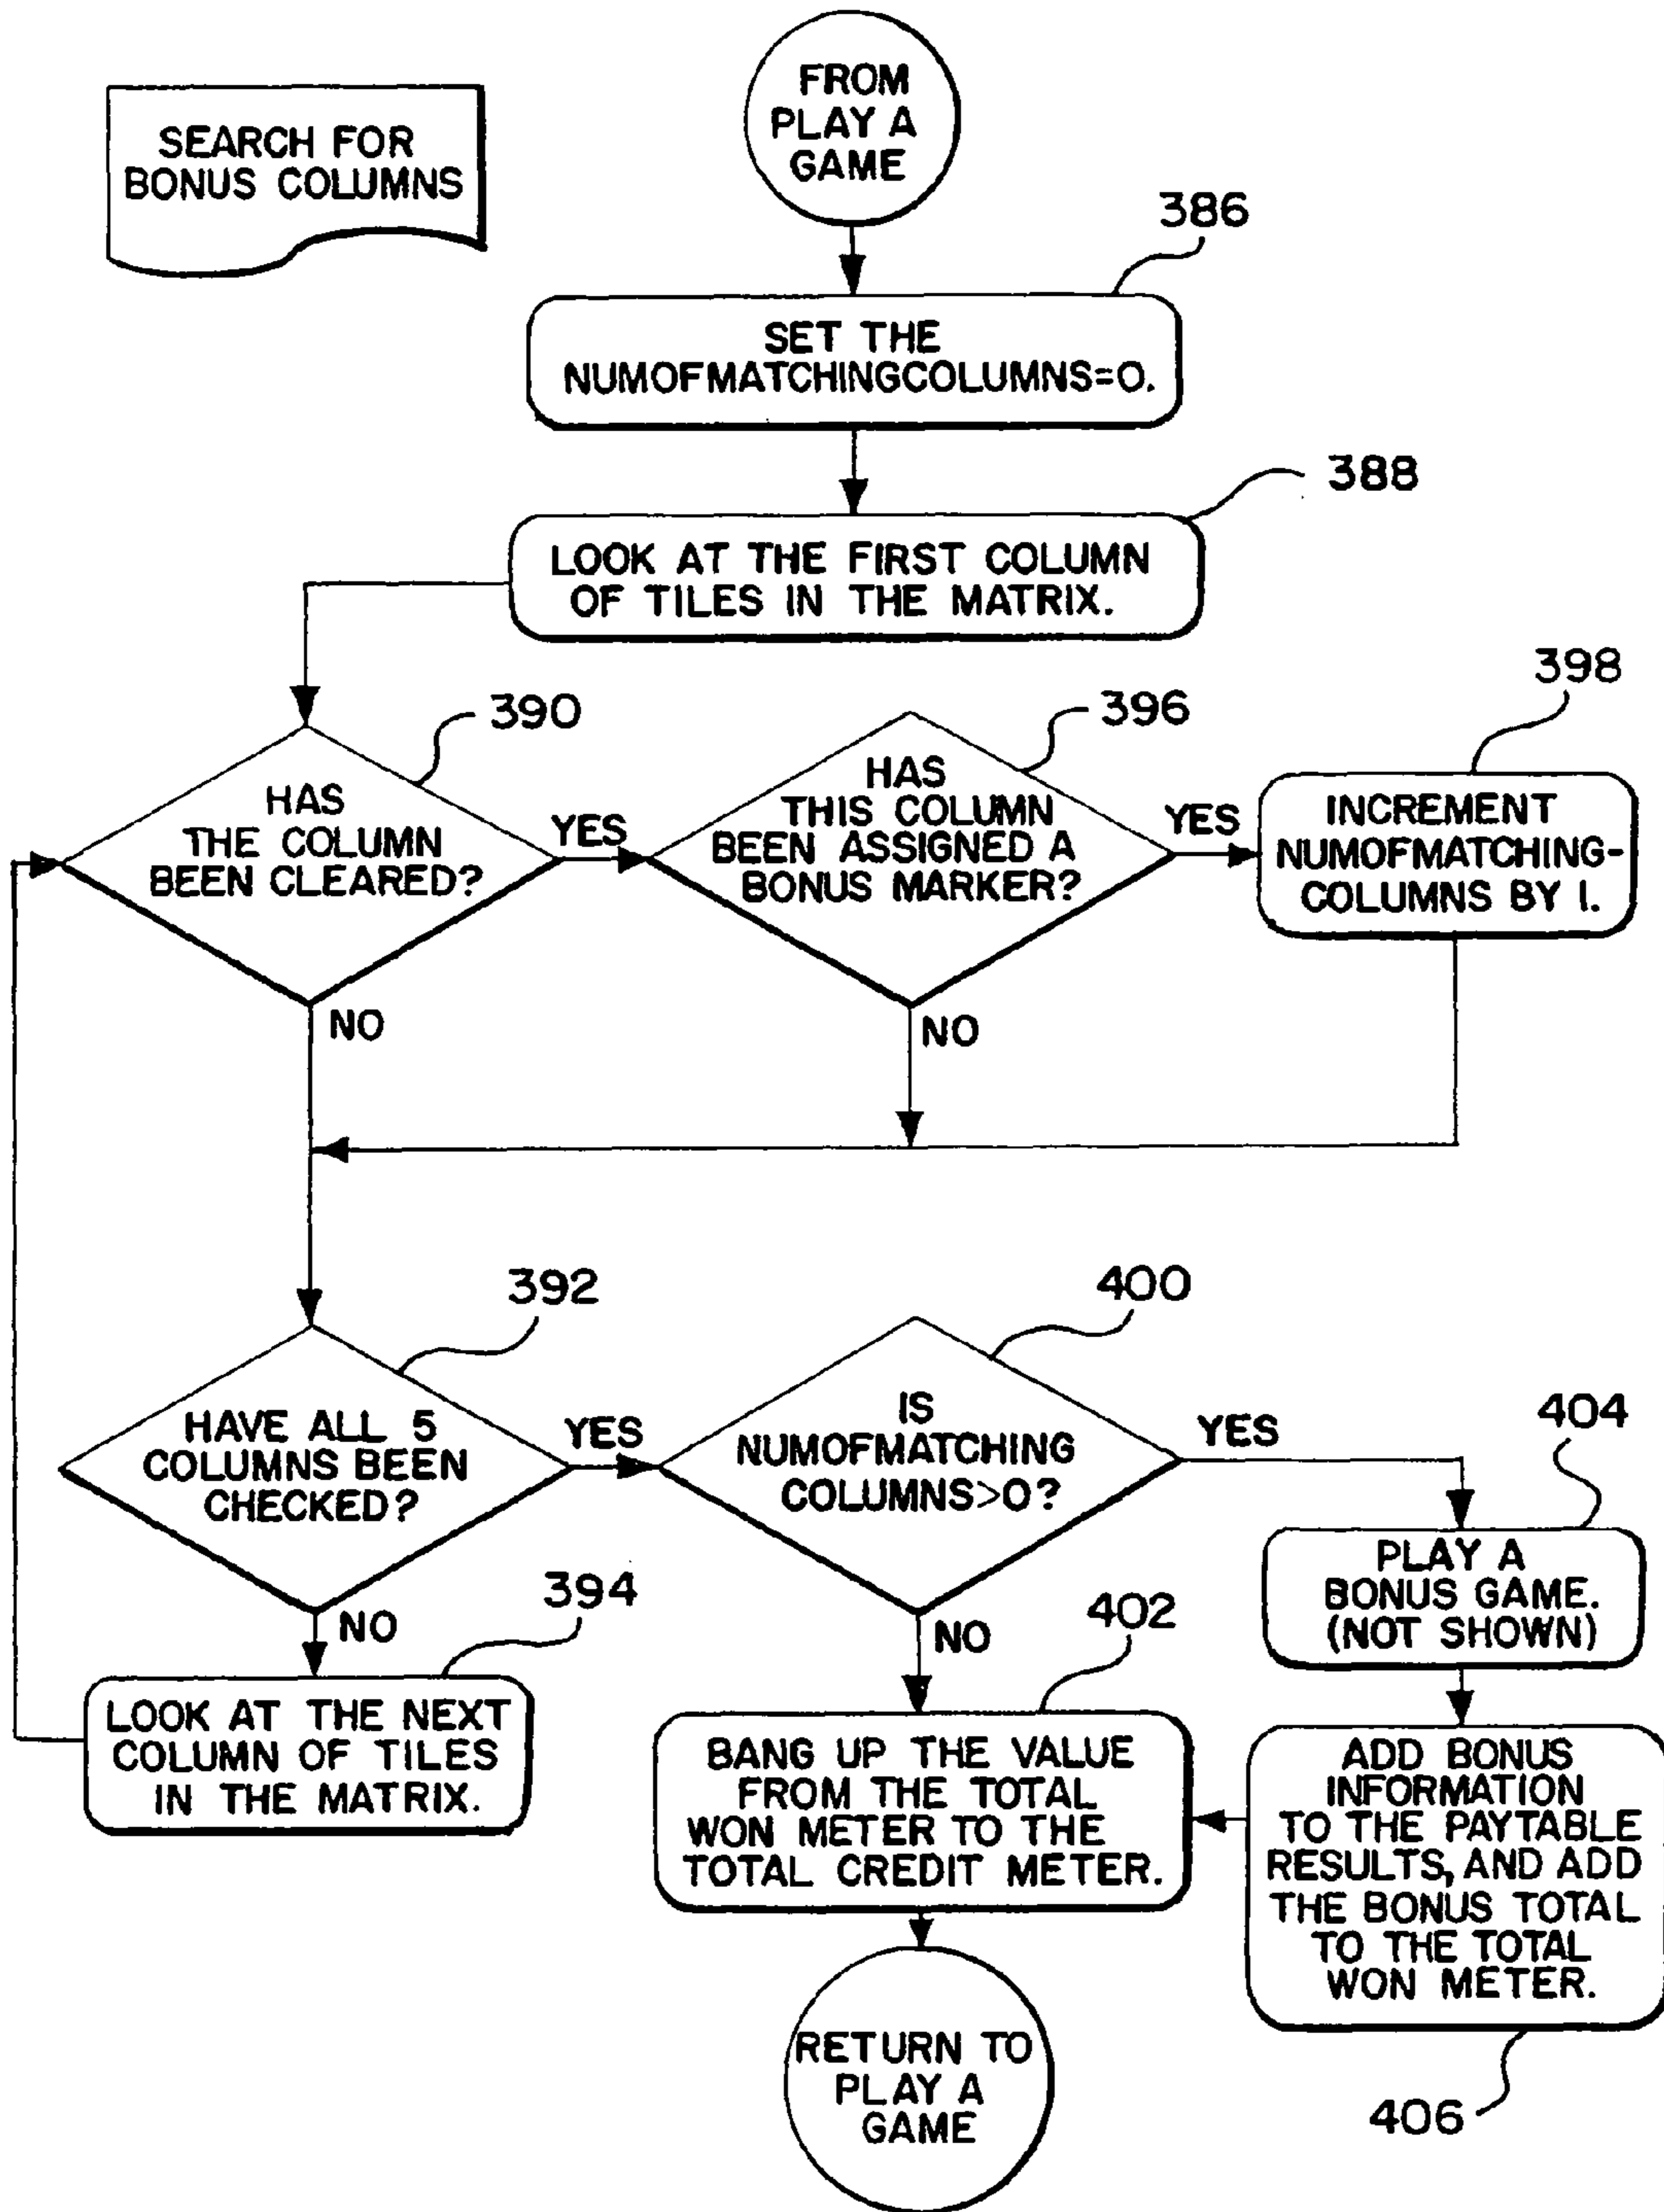 SEARCH FOR
BONUS COLUMNS
FROM
PLAY A
GAME
386
SET THE
NUMOFMATCHINGCOLUMNS=0.
388
LOOK AT THE FIRST COLUMN
OF TILES IN THE MATRIX.
390
HAS
THE COLUMN
BEEN CLEARED?
YES
NO
396
HAS
THIS COLUMN
BEEN ASSIGNED A
BONUS MARKER?
YES
NO
398
INCREMENT
NUMOFMATCHING-
COLUMNS BY 1.
392
HAVE ALL 5
COLUMNS BEEN
CHECKED?
YES
NO
394
LOOK AT THE NEXT
COLUMN OF TILES
IN THE MATRIX.
400
IS
NUMOFMATCHING
COLUMNS>0?
YES
NO
402
BANG UP THE VALUE
FROM THE TOTAL
WON METER TO THE
TOTAL CREDIT METER.
404
PLAY A
BONUS GAME.
(NOT SHOWN)
ADD BONUS
INFORMATION
TO THE PAYTABLE
RESULTS, AND ADD
THE BONUS TOTAL
TO THE TOTAL
WON METER.
406
RETURN TO
PLAY A
GAME